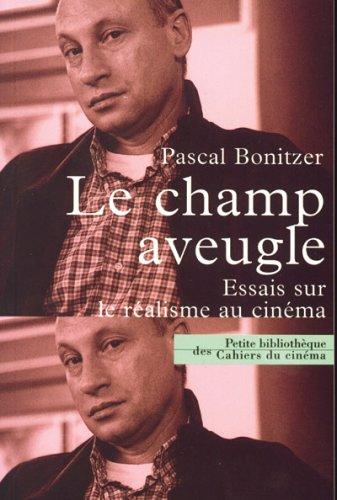 Pascal Bonitzer
Le champ
aveugle
Essais sur
le réalisme au cinéma
Petite bibliothèque
des Cahiers du cinéma